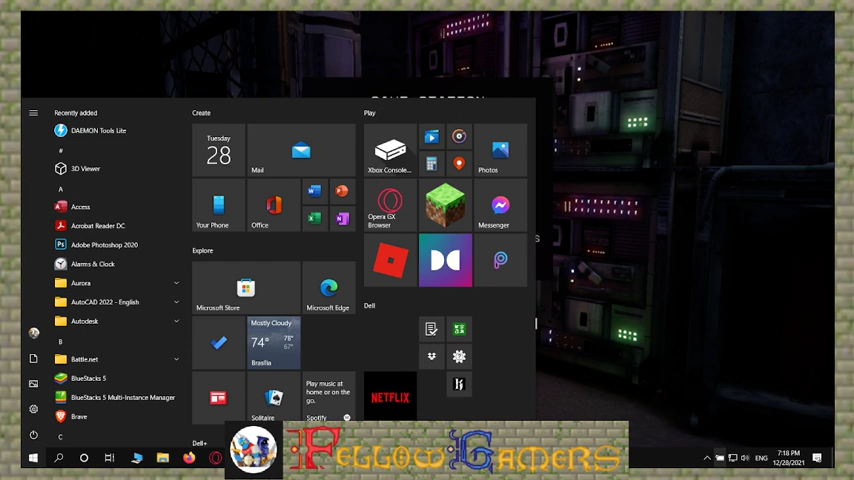 Recently added
DAEMON Tools Lite
#
3D Viewer
A
Access
Acrobat Reader DC
Adobe Photoshop 2020
Alarms & Clock
Aurora
AutoCAD 2022 - English
Autodesk
B
Battle.net
BlueStacks 5
BlueStacks 5 Multi-Instance Manager
Brave
C
Create
Tuesday
28
Mail
Your Phone
Office
Explore
Microsoft Store
Microsoft Edge
Mostly Cloudy
74° 78°
67°
Brasília
Solitaire
Play music at
home or on the
go.
Spotify
Dell+
Play
Xbox Console...
Photos
Opera GX
Browser
Messenger
Dell
NETFLIX
FELLOW GAMERS
ENG
7:18 PM
12/28/2021